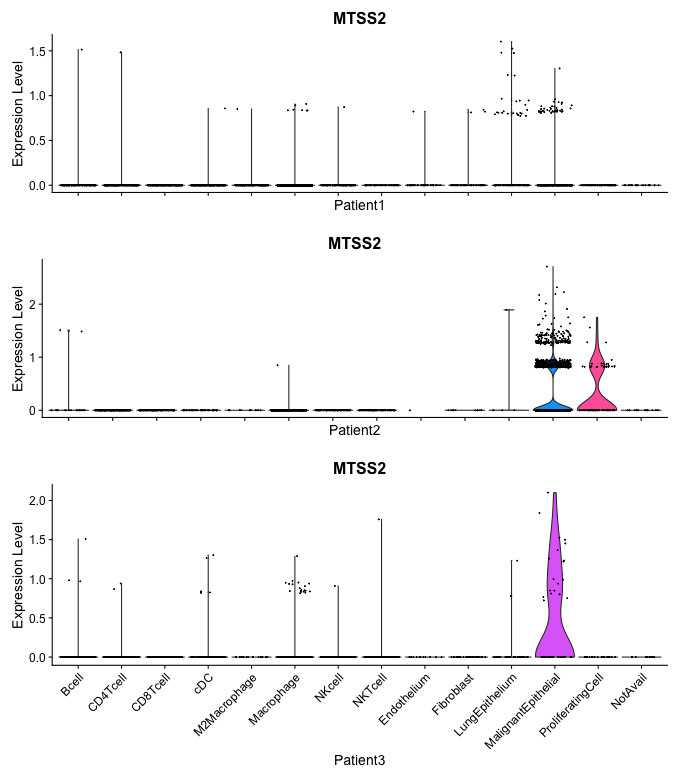 MTSS2
Expression Level
1.5
1.0
0.5
0.0
Patient1
MTSS2
Expression Level
2
1
0
Patient2
MTSS2
Expression Level
2.0
1.5
1.0
0.5
0.0
Bcell
CD4Tcell
CD8Tcell
cDC
M2Macrophage
Macrophage
NKcell
NKTcell
Endothelium
Fibroblast
LungEpithelium
MalignantEpithelial
ProliferatingCell
NotAvail
Patient3